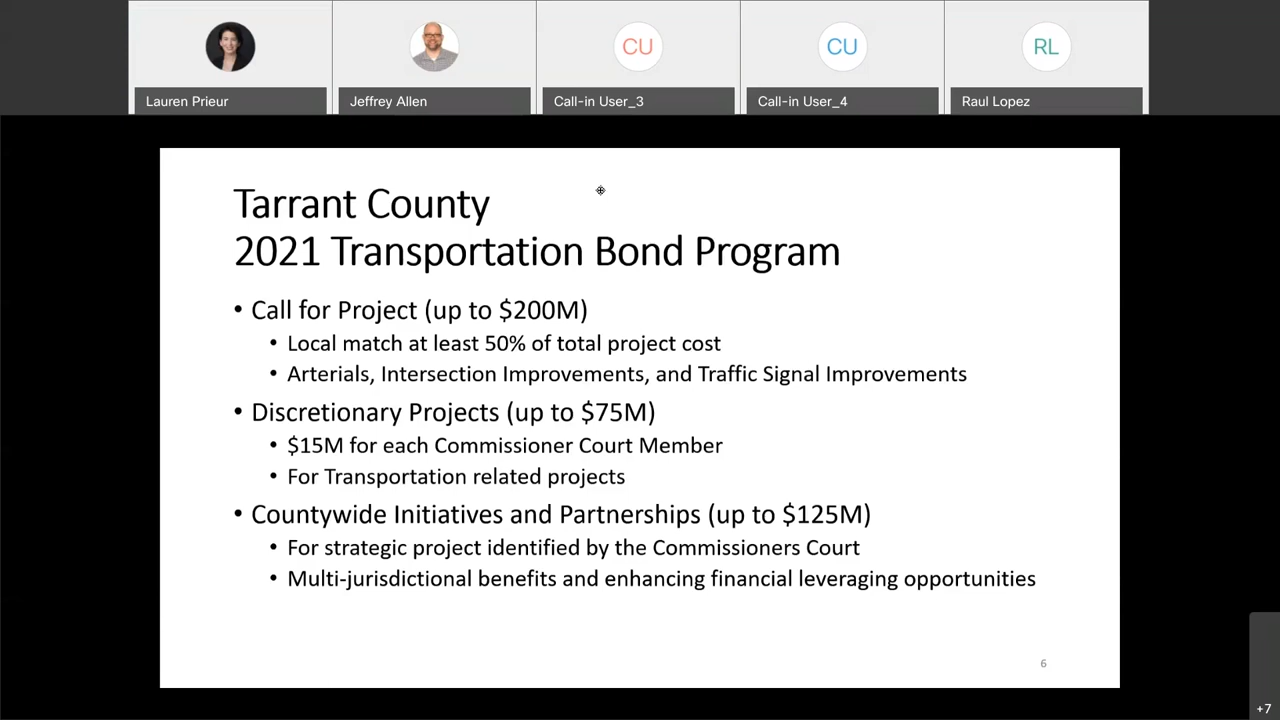 CU
CU
RL
Lauren Prieur
Jeffrey Allen
Call-in User_3
Call-in User_4
Raul Lopez
Tarrant County
2021 Transportation Bond Program
• Call for Project (up to $200M)
• Local match at least 50% of total project cost
• Arterials, Intersection Improvements, and Traffic Signal Improvements
• Discretionary Projects (up to $75M)
• $15M for each Commissioner Court Member
• For Transportation related projects
• Countywide Initiatives and Partnerships (up to $125M)
• For strategic project identified by the Commissioners Court
• Multi-jurisdictional benefits and enhancing financial leveraging opportunities
6
+7